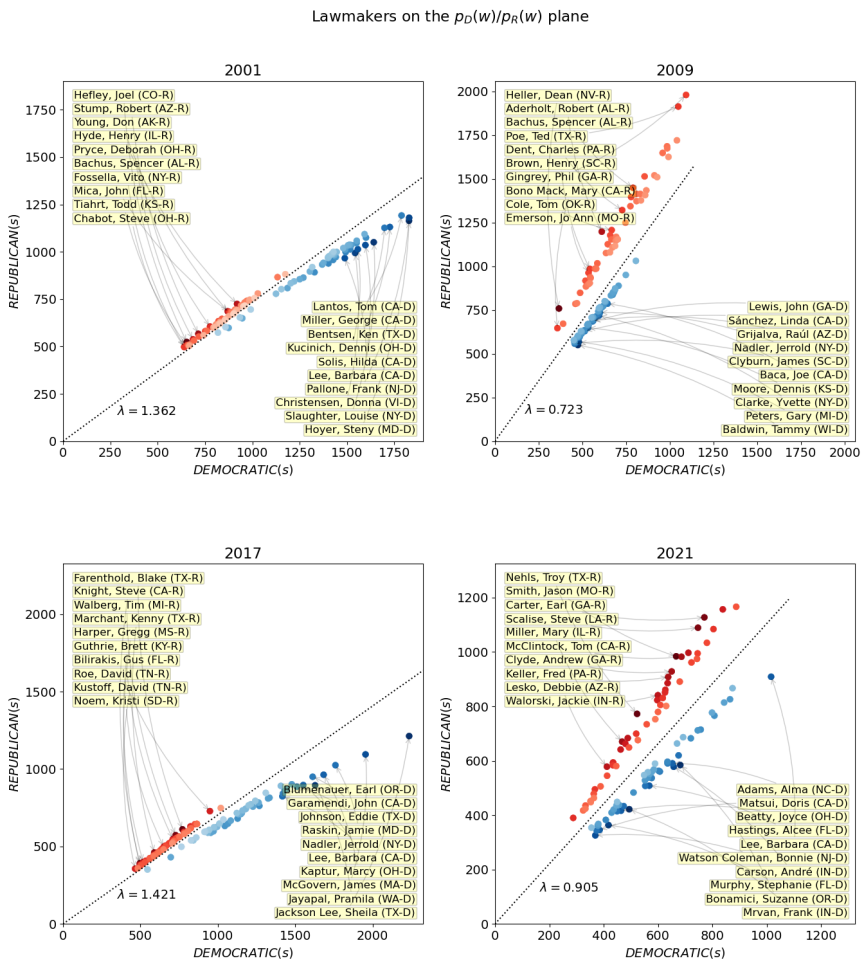 Lawmakers on the p_D(w)/p_R(w) plane
2001
Hefley, Joel (CO-R)
Stump, Robert (AZ-R)
Young, Don (AK-R)
Hyde, Henry (IL-R)
Pryce, Deborah (OH-R)
Bachus, Spencer (AL-R)
Fossella, Vito (NY-R)
Mica, John (FL-R)
Tiahrt, Todd (KS-R)
Chabot, Steve (OH-R)
Lantos, Tom (CA-D)
Miller, George (CA-D)
Bentsen, Ken (TX-D)
Kucinich, Dennis (OH-D)
Solis, Hilda (CA-D)
Lee, Barbara (CA-D)
Pallone, Frank (NJ-D)
Christensen, Donna (VI-D)
Slaughter, Louise (NY-D)
Hoyer, Steny (MD-D)
λ = 1.362
REPUBLICAN(s)
1750
1500
1250
1000
750
500
250
0
0 250 500 750 1000 1250 1500 1750
DEMOCRATIC(s)
2009
Heller, Dean (NV-R)
Aderholt, Robert (AL-R)
Bachus, Spencer (AL-R)
Poe, Ted (TX-R)
Dent, Charles (PA-R)
Brown, Henry (SC-R)
Gingrey, Phil (GA-R)
Bono Mack, Mary (CA-R)
Cole, Tom (OK-R)
Emerson, Jo Ann (MO-R)
Lewis, John (GA-D)
Sánchez, Linda (CA-D)
Grijalva, Raúl (AZ-D)
Nadler, Jerrold (NY-D)
Clyburn, James (SC-D)
Baca, Joe (CA-D)
Moore, Dennis (KS-D)
Clarke, Yvette (NY-D)
Peters, Gary (MI-D)
Baldwin, Tammy (WI-D)
λ = 0.723
REPUBLICAN(s)
2000
1750
1500
1250
1000
750
500
250
0
0 250 500 750 1000 1250 1500 1750 2000
DEMOCRATIC(s)
2017
Farenthold, Blake (TX-R)
Knight, Steve (CA-R)
Walberg, Tim (MI-R)
Marchant, Kenny (TX-R)
Harper, Gregg (MS-R)
Guthrie, Brett (KY-R)
Bilirakis, Gus (FL-R)
Roe, David (TN-R)
Kustoff, David (TN-R)
Noem, Kristi (SD-R)
Blumenauer, Earl (OR-D)
Garamendi, John (CA-D)
Johnson, Eddie (TX-D)
Raskin, Jamie (MD-D)
Nadler, Jerrold (NY-D)
Lee, Barbara (CA-D)
Kaptur, Marcy (OH-D)
McGovern, James (MA-D)
Jayapal, Pramila (WA-D)
Jackson Lee, Sheila (TX-D)
λ = 1.421
REPUBLICAN(s)
2000
1500
1000
500
0
0 500 1000 1500 2000
DEMOCRATIC(s)
2021
Nehls, Troy (TX-R)
Smith, Jason (MO-R)
Carter, Earl (GA-R)
Scalise, Steve (LA-R)
Miller, Mary (IL-R)
McClintock, Tom (CA-R)
Clyde, Andrew (GA-R)
Keller, Fred (PA-R)
Lesko, Debbie (AZ-R)
Walorski, Jackie (IN-R)
Adams, Alma (NC-D)
Matsui, Doris (CA-D)
Beatty, Joyce (OH-D)
Hastings, Alcee (FL-D)
Lee, Barbara (CA-D)
Watson Coleman, Bonnie (NJ-D)
Carson, André (IN-D)
Murphy, Stephanie (FL-D)
Bonamici, Suzanne (OR-D)
Mrvan, Frank (IN-D)
λ = 0.905
REPUBLICAN(s)
1200
1000
800
600
400
200
0
0 200 400 600 800 1000 1200
DEMOCRATIC(s)